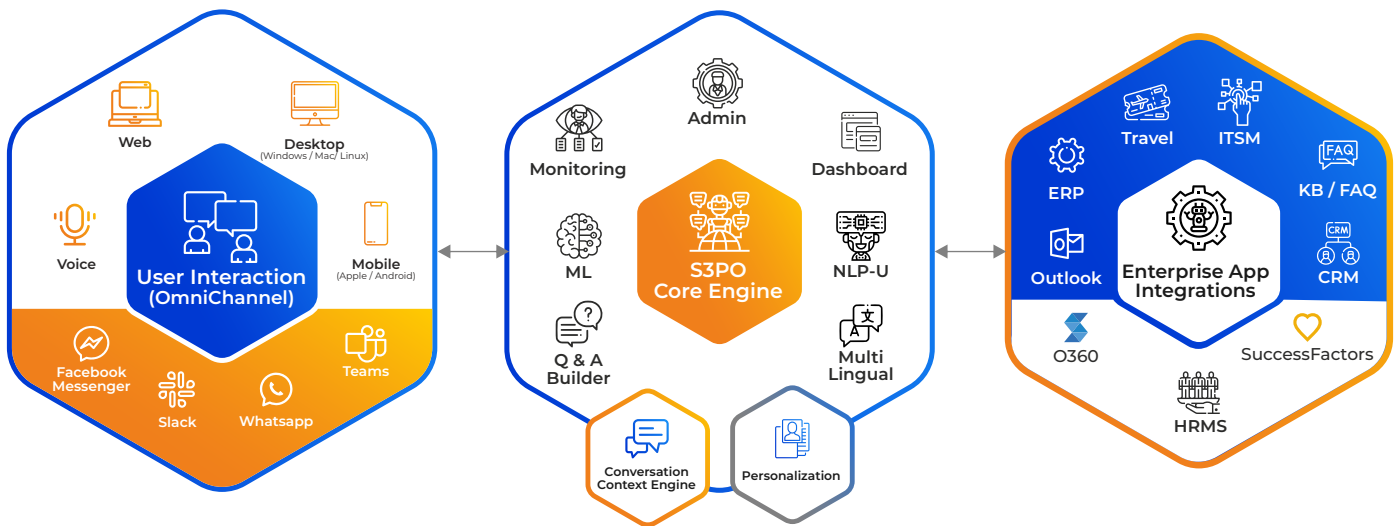 Web
Desktop
(Windows / Mac/ Linux)
Voice
Mobile
(Apple / Android)
User Interaction
(OmniChannel)
Facebook
Messenger
Slack
Whatsapp
Teams
Admin
Monitoring
Dashboard
ML
S3PO
Core Engine
NLP-U
Q & A
Builder
A
文
Multi
Lingual
Conversation
Context Engine
Personalization
Travel
ITSM
ERP
FAQ
KB / FAQ
Outlook
Enterprise App
Integrations
CRM
CRM
O360
SuccessFactors
HRMS